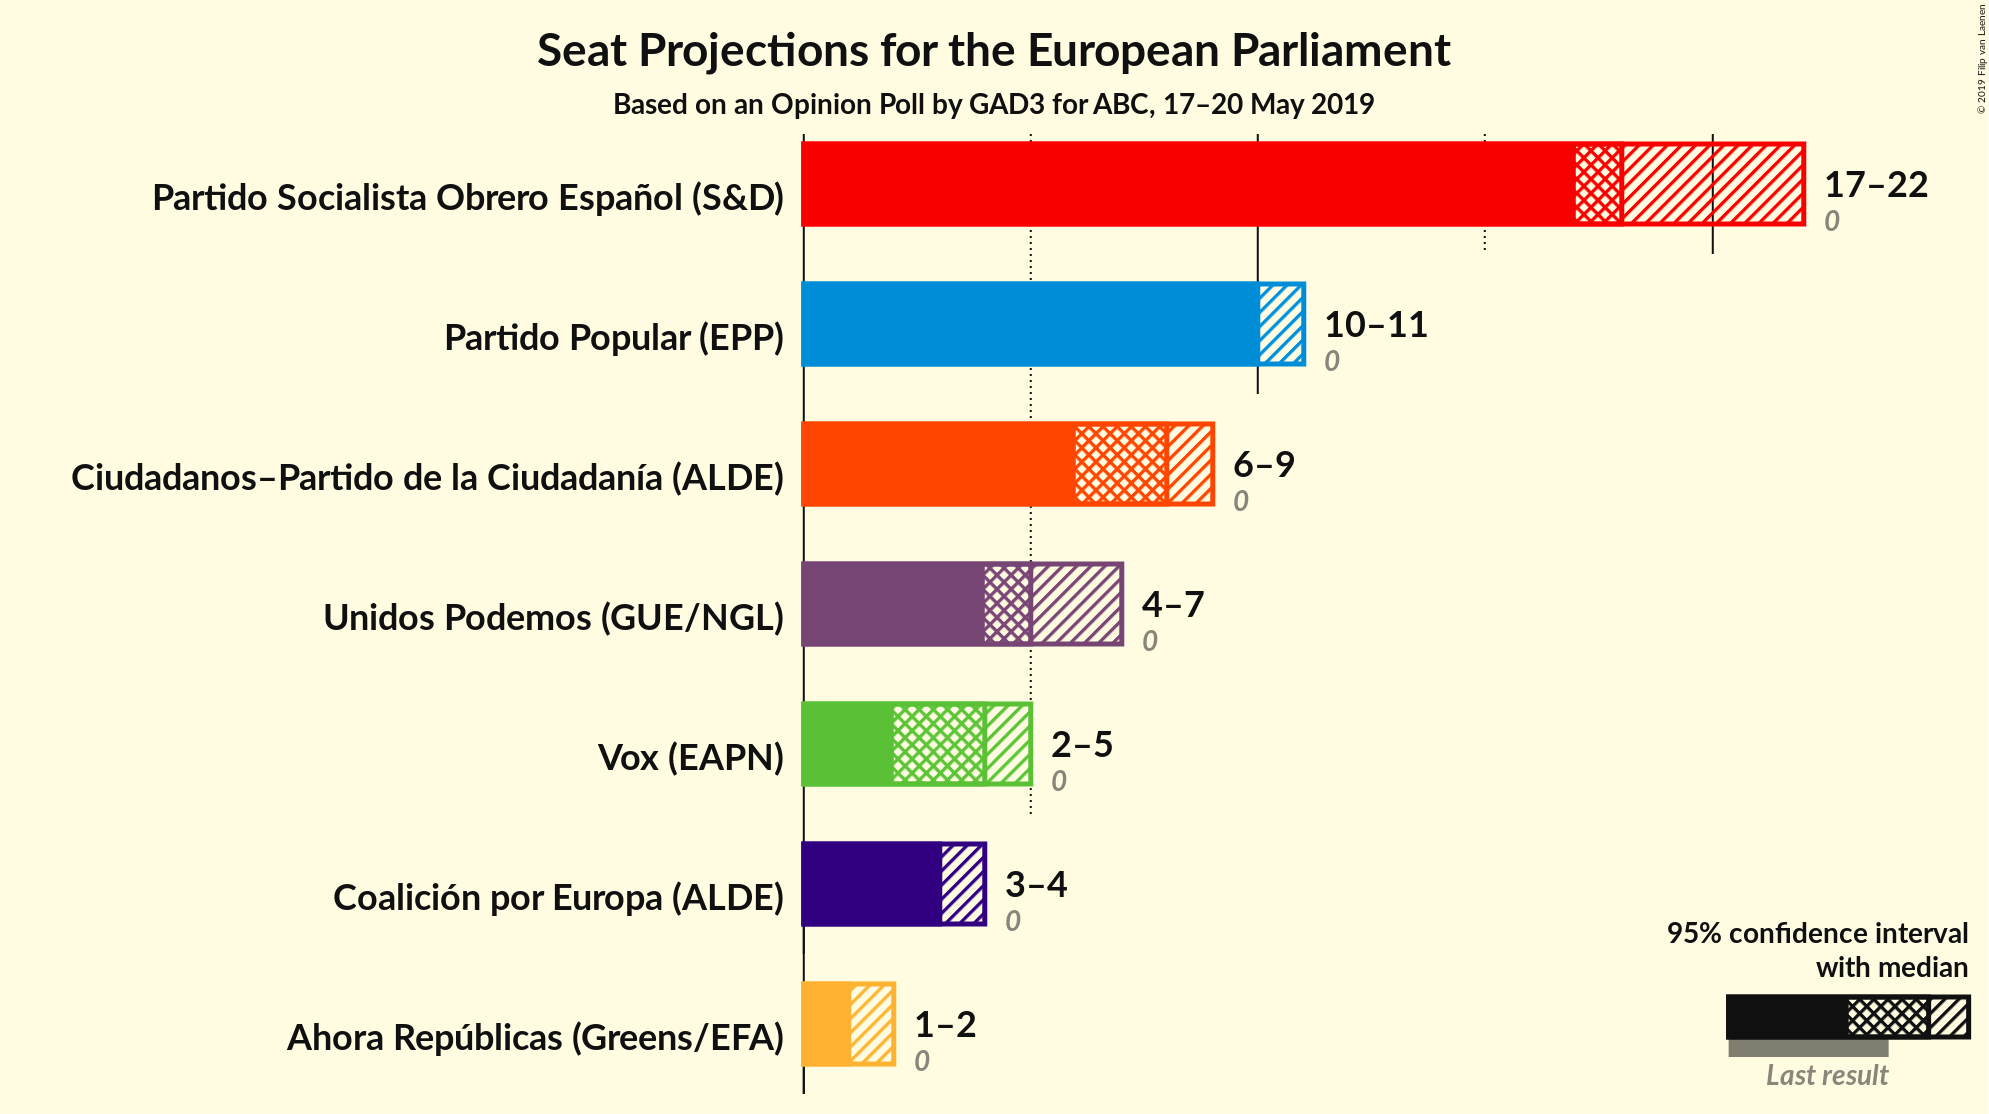 Seat Projections for the European Parliament
Based on an Opinion Poll by GAD3 for ABC, 17–20 May 2019
© 2019 Filip van Laenen
Partido Socialista Obrero Español (S&D)
17–22
0
Partido Popular (EPP)
10–11
0
Ciudadanos–Partido de la Ciudadanía (ALDE)
6–9
0
Unidos Podemos (GUE/NGL)
4–7
0
Vox (EAPN)
2–5
0
Coalición por Europa (ALDE)
3–4
0
Ahora Repúblicas (Greens/EFA)
1–2
0
95% confidence interval
with median
Last result